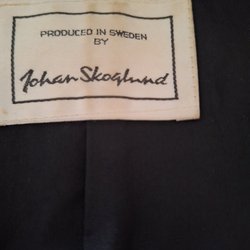 PRODUCED IN SWEDEN
BY
Johan Skoglund